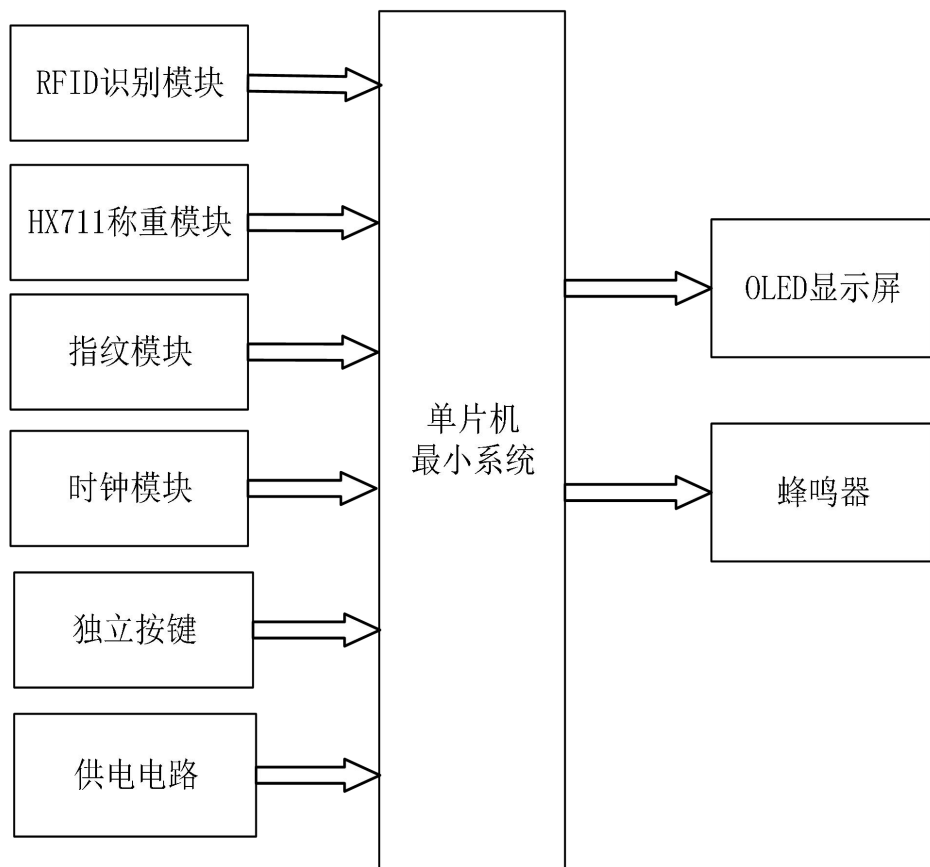 RFID识别模块
HX711称重模块
指纹模块
时钟模块
独立按键
供电电路
单片机
最小系统
OLED显示屏
蜂鸣器